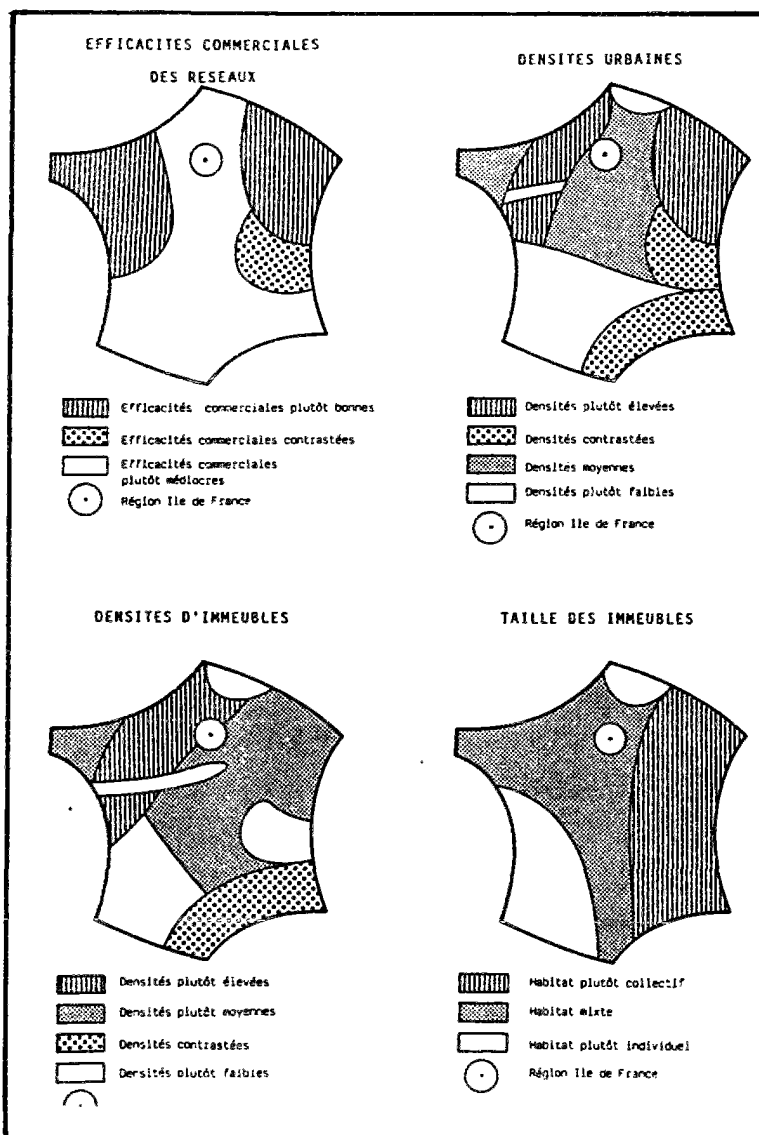 EFFICACITES COMMERCIALES
DES RESEAUX
Efficacités commerciales plutôt bonnes
Efficacités commerciales contrastées
Efficacités commerciales
plutôt médiocres
Région Ile de France
DENSITES URBAINES
Densités plutôt élevées
Densités contrastées
Densités moyennes
Densités plutôt faibles
Région Ile de France
DENSITES D'IMMEUBLES
Densités plutôt élevées
Densités plutôt moyennes
Densités contrastées
Densités plutôt faibles
TAILLE DES IMMEUBLES
Habitat plutôt collectif
Habitat mixte
Habitat plutôt individuel
Région Ile de France